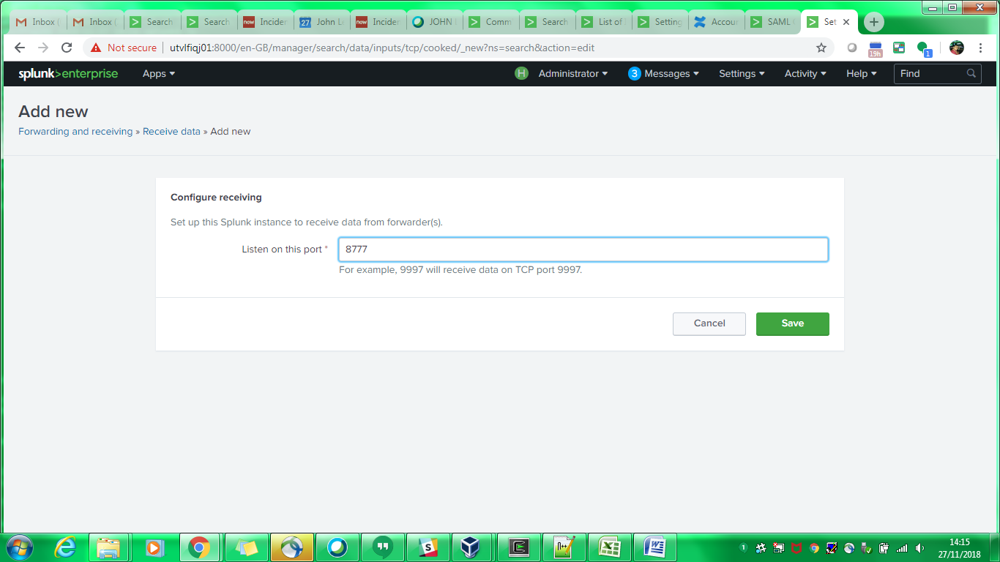 Inbox ( Inbox ( Search Search now Incider 27 John L now Incider JOHN Comm Search List of Setting Accou SAML Set
Not secure utvlfiqj01:8000/en-GB/manager/search/data/inputs/tcp/cooked/_new?ns=search&action=edit 19h 1
splunk>enterprise Apps H Administrator 3 Messages Settings Activity Help Find
Add new
Forwarding and receiving » Receive data » Add new
Configure receiving
Set up this Splunk instance to receive data from forwarder(s).
Listen on this port * 8777
For example, 9997 will receive data on TCP port 9997.
Cancel Save
14:15
27/11/2018